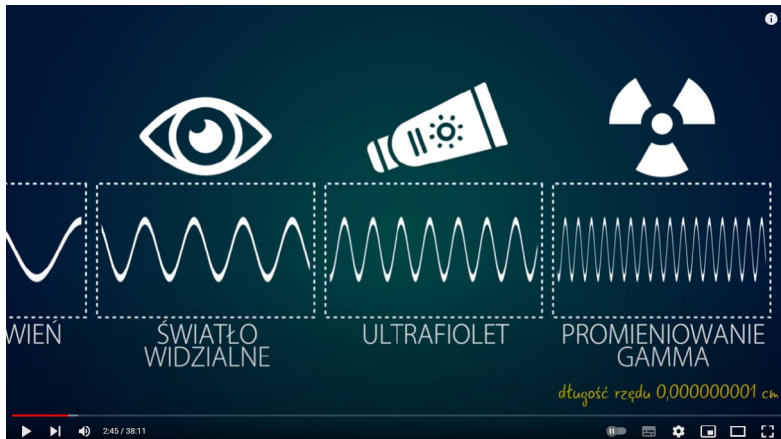 WIEŃ
ŚWIATŁO
WIDZIALNE
ULTRAFIOLET
PROMIENIOWANIE
GAMMA
długość rzędu 0,000000001 cm
2:45 / 38:11